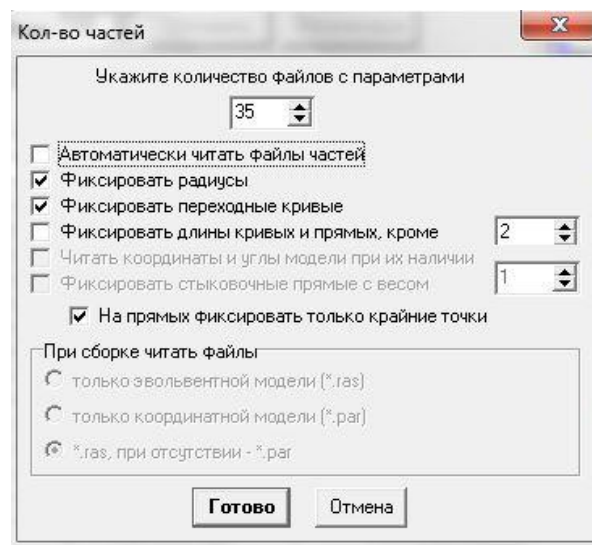 Кол-во частей
Укажите количество файлов с параметрами
35
Автоматически читать файлы частей
Фиксировать радиусы
Фиксировать переходные кривые
Фиксировать длины кривых и прямых, кроме 2
Читать координаты и углы модели при их наличии
Фиксировать стыковочные прямые с весом 1
На прямых фиксировать только крайние точки
При сборке читать файлы
только эвольвентной модели (*.ras)
только координатной модели (*.par)
*.ras, при отсутствии - *.par
Готово Отмена